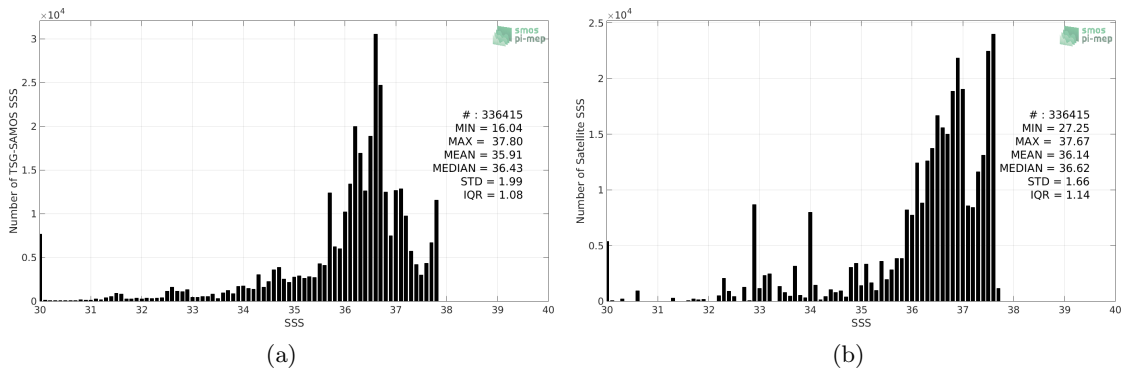 ×10⁴
smos
pi-mep
3
2.5
2
1.5
1
0.5
0
Number of TSG-SAMOS SSS
# : 336415
MIN = 16.04
MAX = 37.80
MEAN = 35.91
MEDIAN = 36.43
STD = 1.99
IQR = 1.08
30 31 32 33 34 35 36 37 38 39 40
SSS
(a)
×10⁴
smos
pi-mep
2.5
2
1.5
1
0.5
0
Number of Satellite SSS
# : 336415
MIN = 27.25
MAX = 37.67
MEAN = 36.14
MEDIAN = 36.62
STD = 1.66
IQR = 1.14
30 31 32 33 34 35 36 37 38 39 40
SSS
(b)